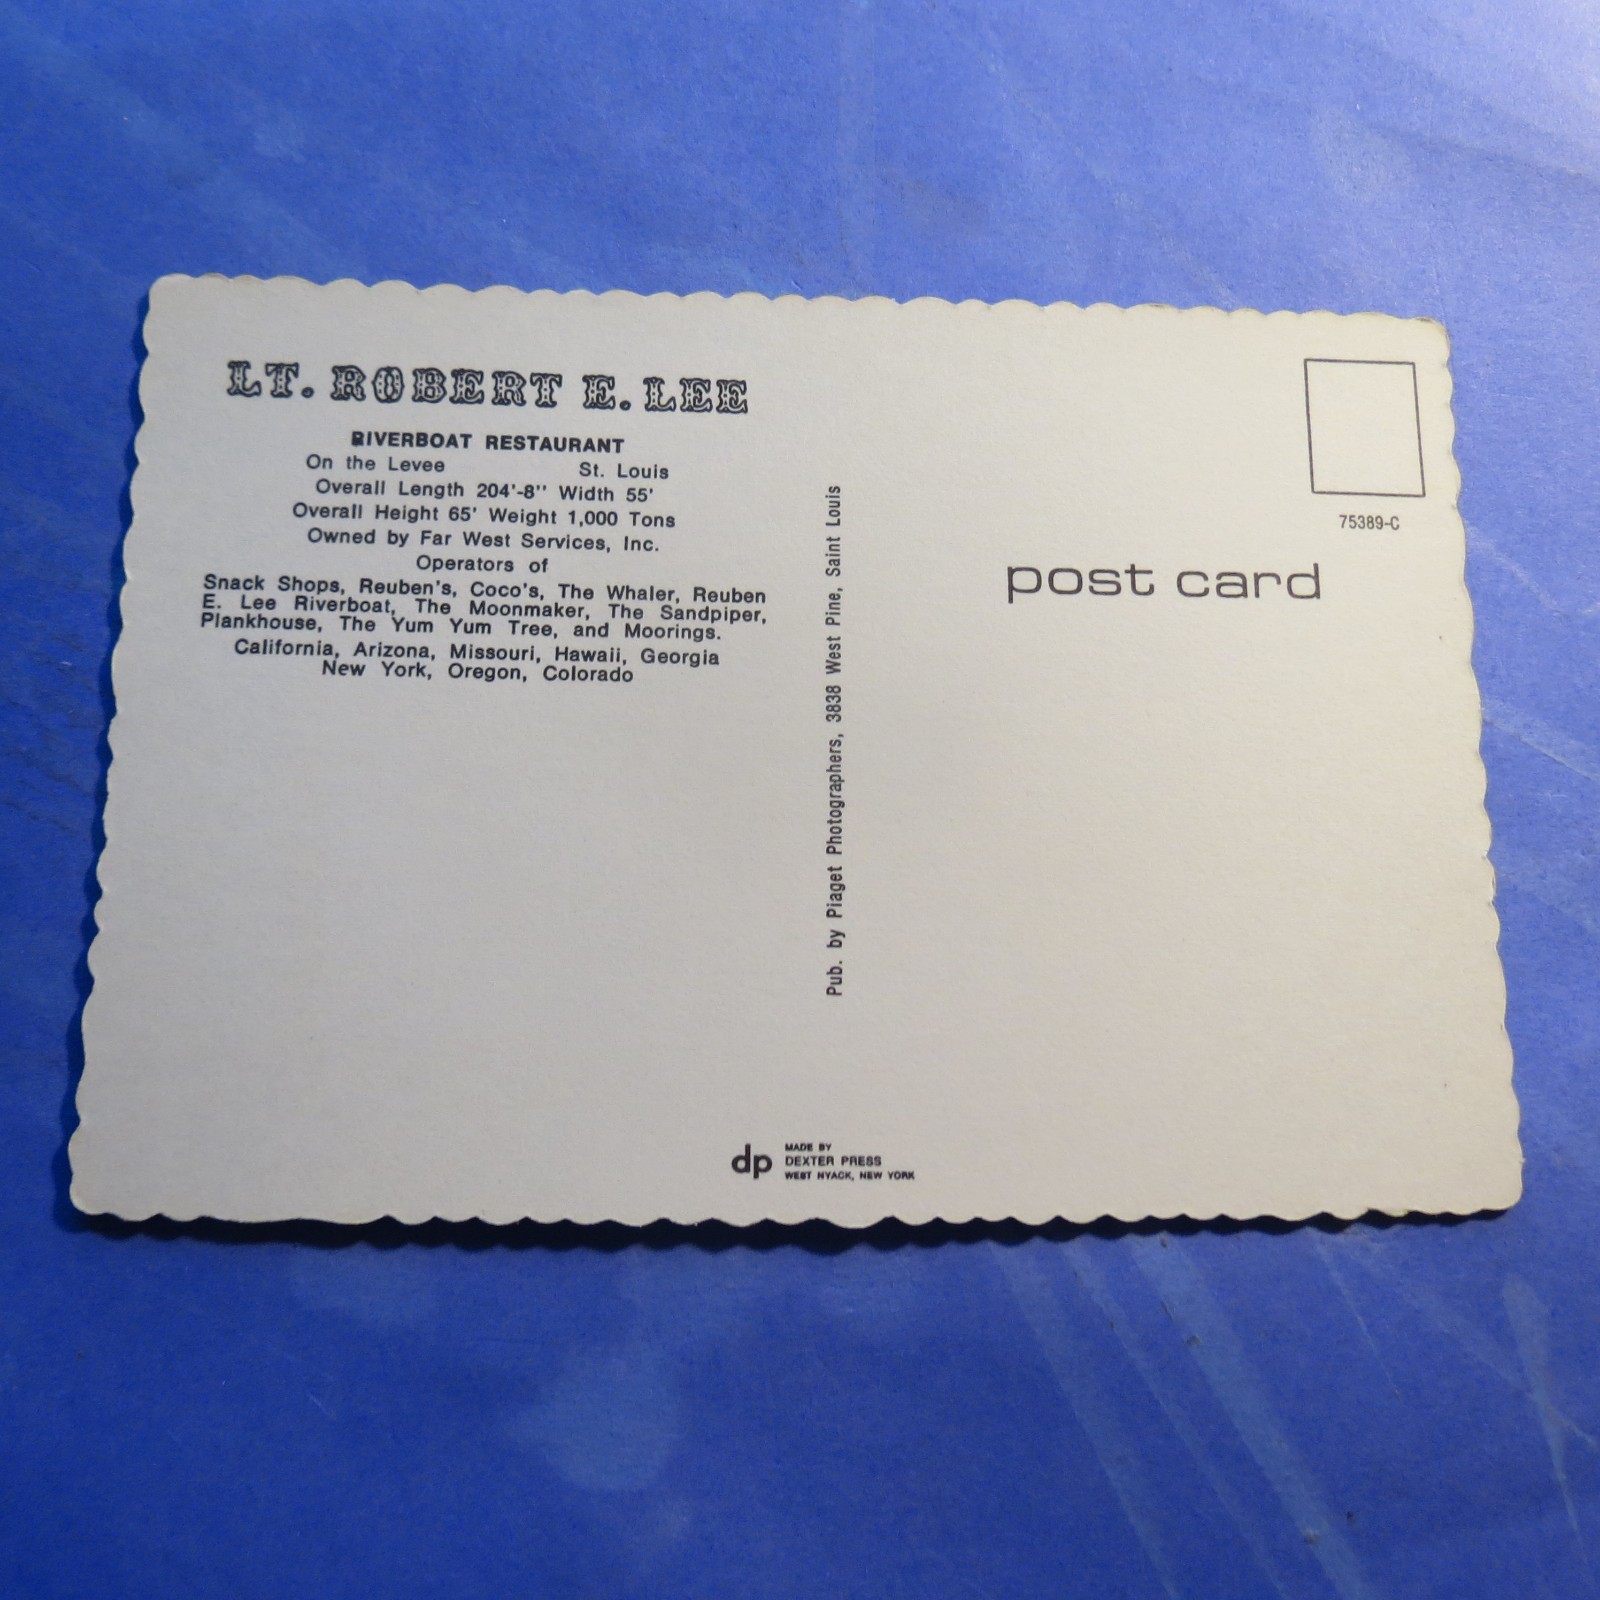 LT. ROBERT E. LEE
RIVERBOAT RESTAURANT
On the Levee St. Louis
Overall Length 204'-8" Width 55'
Overall Height 65' Weight 1,000 Tons
Owned by Far West Services, Inc.
Operators of
Snack Shops, Reuben's, Coco's, The Whaler, Reuben
E. Lee Riverboat, The Moonmaker, The Sandpiper,
Plankhouse, The Yum Yum Tree, and Moorings.
California, Arizona, Missouri, Hawaii, Georgia
New York, Oregon, Colorado
Pub. by Piaget Photographers, 3838 West Pine, Saint Louis
75389-C
post card
dp
MADE BY
DEXTER PRESS
WEST NYACK, NEW YORK